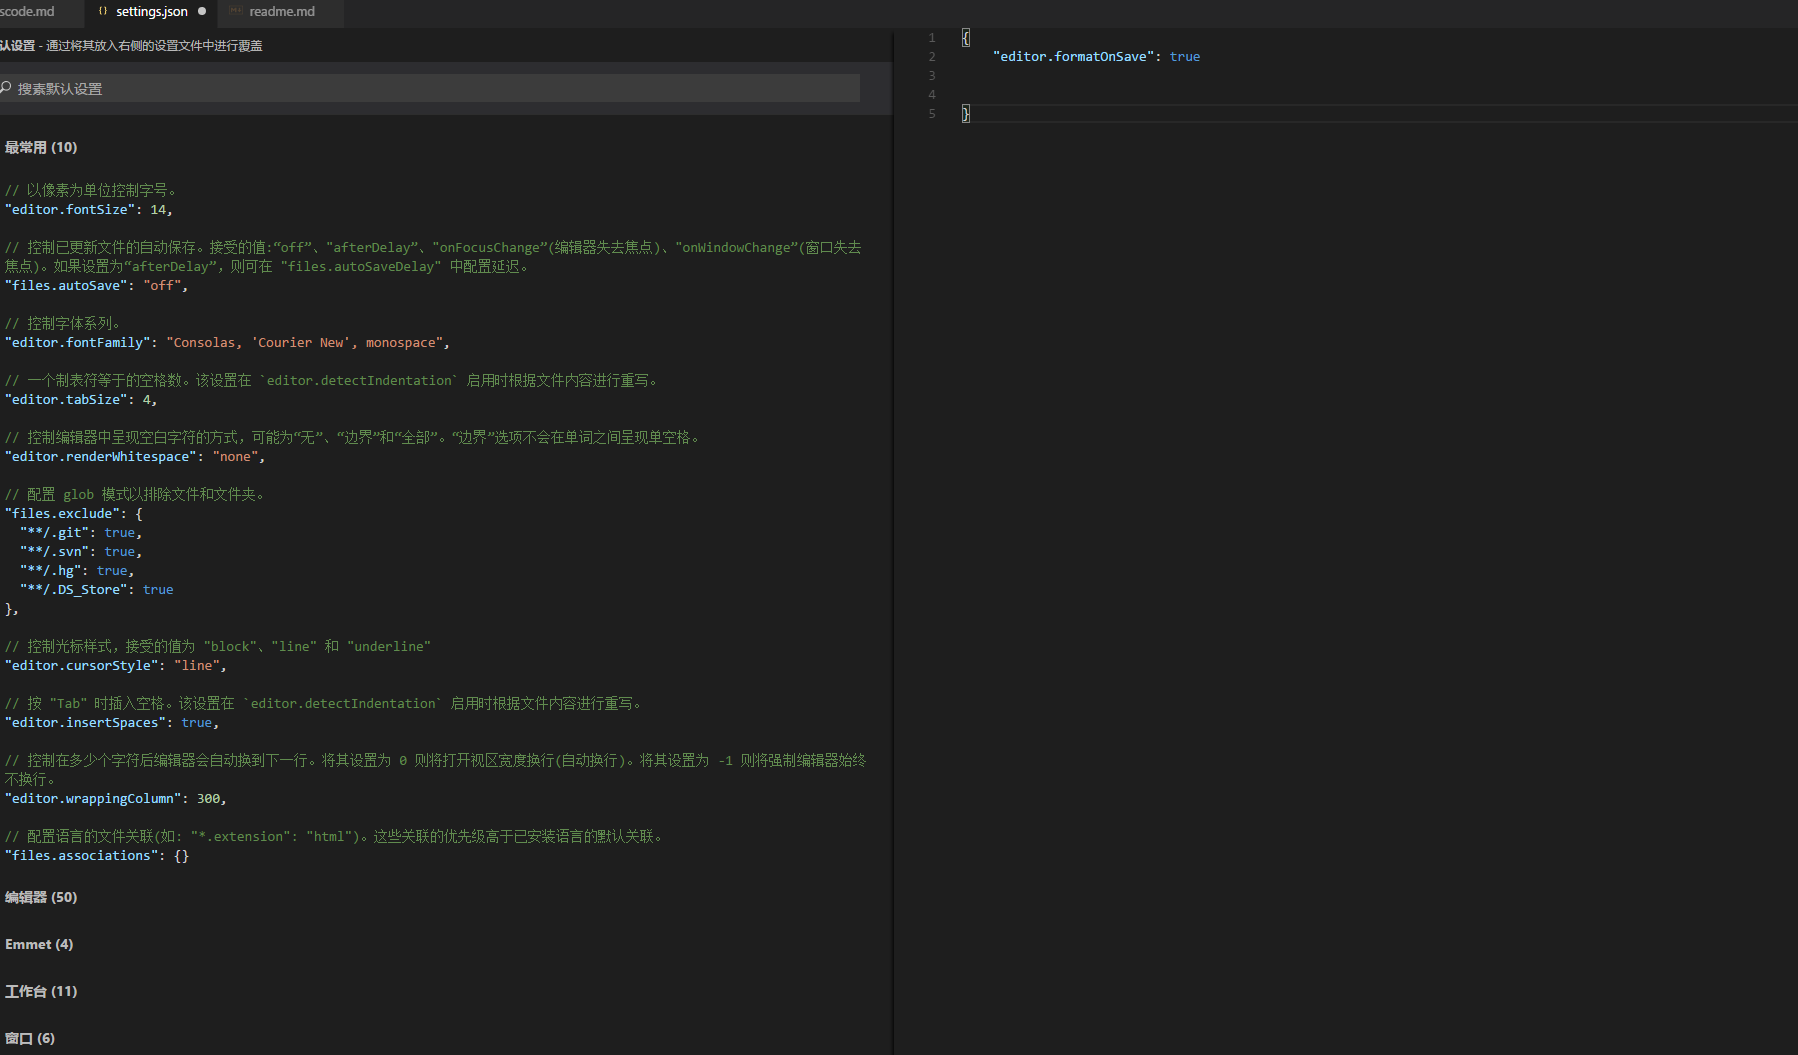 scode.md
{} settings.json
readme.md
认设置 - 通过将其放入右侧的设置文件中进行覆盖
搜素默认设置
最常用 (10)
// 以像素为单位控制字号。
"editor.fontSize": 14,
// 控制已更新文件的自动保存。接受的值:“off”、"afterDelay”、"onFocusChange”(编辑器失去焦点)、"onWindowChange”(窗口失去
焦点)。如果设置为“afterDelay”，则可在 "files.autoSaveDelay" 中配置延迟。
"files.autoSave": "off",
// 控制字体系列。
"editor.fontFamily": "Consolas, 'Courier New', monospace",
// 一个制表符等于的空格数。该设置在 `editor.detectIndentation` 启用时根据文件内容进行重写。
"editor.tabSize": 4,
// 控制编辑器中呈现空白字符的方式，可能为“无”、“边界”和“全部”。“边界”选项不会在单词之间呈现单空格。
"editor.renderWhitespace": "none",
// 配置 glob 模式以排除文件和文件夹。
"files.exclude": {
"**/.git": true,
"**/.svn": true,
"**/.hg": true,
"**/.DS_Store": true
},
// 控制光标样式，接受的值为 "block"、"line" 和 "underline"
"editor.cursorStyle": "line",
// 按 "Tab" 时插入空格。该设置在 `editor.detectIndentation` 启用时根据文件内容进行重写。
"editor.insertSpaces": true,
// 控制在多少个字符后编辑器会自动换到下一行。将其设置为 0 则将打开视区宽度换行(自动换行)。将其设置为 -1 则将强制编辑器始终
不换行。
"editor.wrappingColumn": 300,
// 配置语言的文件关联(如: "*.extension": "html")。这些关联的优先级高于已安装语言的默认关联。
"files.associations": {}
编辑器 (50)
Emmet (4)
工作台 (11)
窗口 (6)
1 {
2 "editor.formatOnSave": true
3
4
5 }